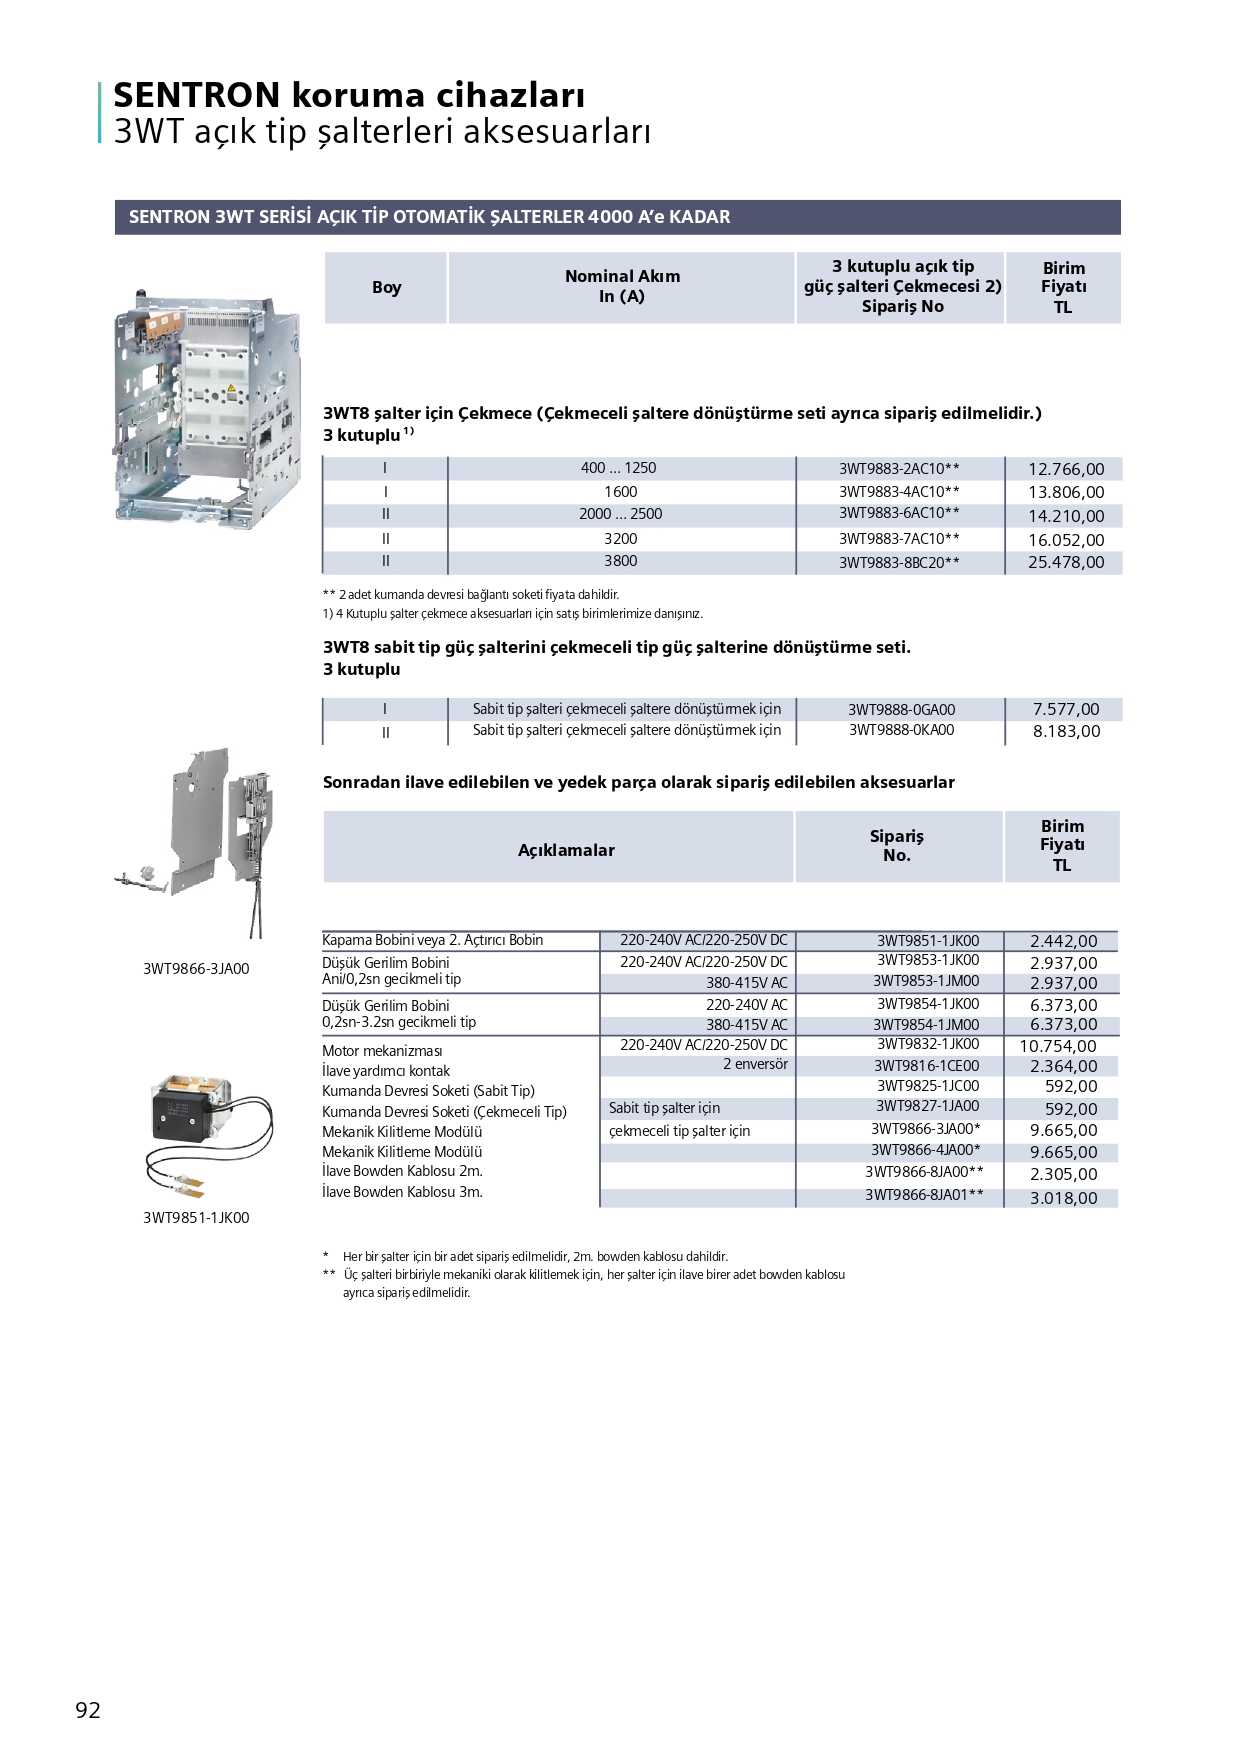 SENTRON koruma cihazları
3WT açık tip şalterleri aksesuarları
SENTRON 3WT SERİSİ AÇIK TİP OTOMATİK ŞALTERLER 4000 A’e KADAR
Boy
Nominal Akım
In (A)
3 kutuplu açık tip
güç şalteri Çekmecesi 2)
Sipariş No
Birim
Fiyatı
TL
3WT8 şalter için Çekmece (Çekmeceli şaltere dönüştürme seti ayrıca sipariş edilmelidir.)
3 kutuplu 1)
I 400 ... 1250 3WT9883-2AC10** 12.766,00
I 1600 3WT9883-4AC10** 13.806,00
II 2000 ... 2500 3WT9883-6AC10** 14.210,00
II 3200 3WT9883-7AC10** 16.052,00
II 3800 3WT9883-8BC20** 25.478,00
** 2 adet kumanda devresi bağlantı soketi fiyata dahildir.
1) 4 Kutuplu şalter çekmece aksesuarları için satış birimlerimize danışınız.
3WT8 sabit tip güç şalterini çekmeceli tip güç şalterine dönüştürme seti.
3 kutuplu
I Sabit tip şalteri çekmeceli şaltere dönüştürmek için 3WT9888-0GA00 7.577,00
II Sabit tip şalteri çekmeceli şaltere dönüştürmek için 3WT9888-0KA00 8.183,00
Sonradan ilave edilebilen ve yedek parça olarak sipariş edilebilen aksesuarlar
Açıklamalar
Sipariş
No.
Birim
Fiyatı
TL
Kapama Bobini veya 2. Açtırıcı Bobin 220-240V AC/220-250V DC 3WT9851-1JK00 2.442,00
Düşük Gerilim Bobini 220-240V AC/220-250V DC 3WT9853-1JK00 2.937,00
Ani/0,2sn gecikmeli tip 380-415V AC 3WT9853-1JM00 2.937,00
Düşük Gerilim Bobini 220-240V AC 3WT9854-1JK00 6.373,00
0,2sn-3.2sn gecikmeli tip 380-415V AC 3WT9854-1JM00 6.373,00
Motor mekanizması 220-240V AC/220-250V DC 3WT9832-1JK00 10.754,00
İlave yardımcı kontak 2 enversör 3WT9816-1CE00 2.364,00
Kumanda Devresi Soketi (Sabit Tip) 3WT9825-1JC00 592,00
Kumanda Devresi Soketi (Çekmeceli Tip) Sabit tip şalter için 3WT9827-1JA00 592,00
Mekanik Kilitleme Modülü çekmeceli tip şalter için 3WT9866-3JA00* 9.665,00
Mekanik Kilitleme Modülü 3WT9866-4JA00* 9.665,00
İlave Bowden Kablosu 2m. 3WT9866-8JA00** 2.305,00
İlave Bowden Kablosu 3m. 3WT9866-8JA01** 3.018,00
3WT9866-3JA00
3WT9851-1JK00
* Her bir şalter için bir adet sipariş edilmelidir, 2m. bowden kablosu dahildir.
** Üç şalteri birbiriyle mekaniki olarak kilitlemek için, her şalter için ilave birer adet bowden kablosu
ayrıca sipariş edilmelidir.
92